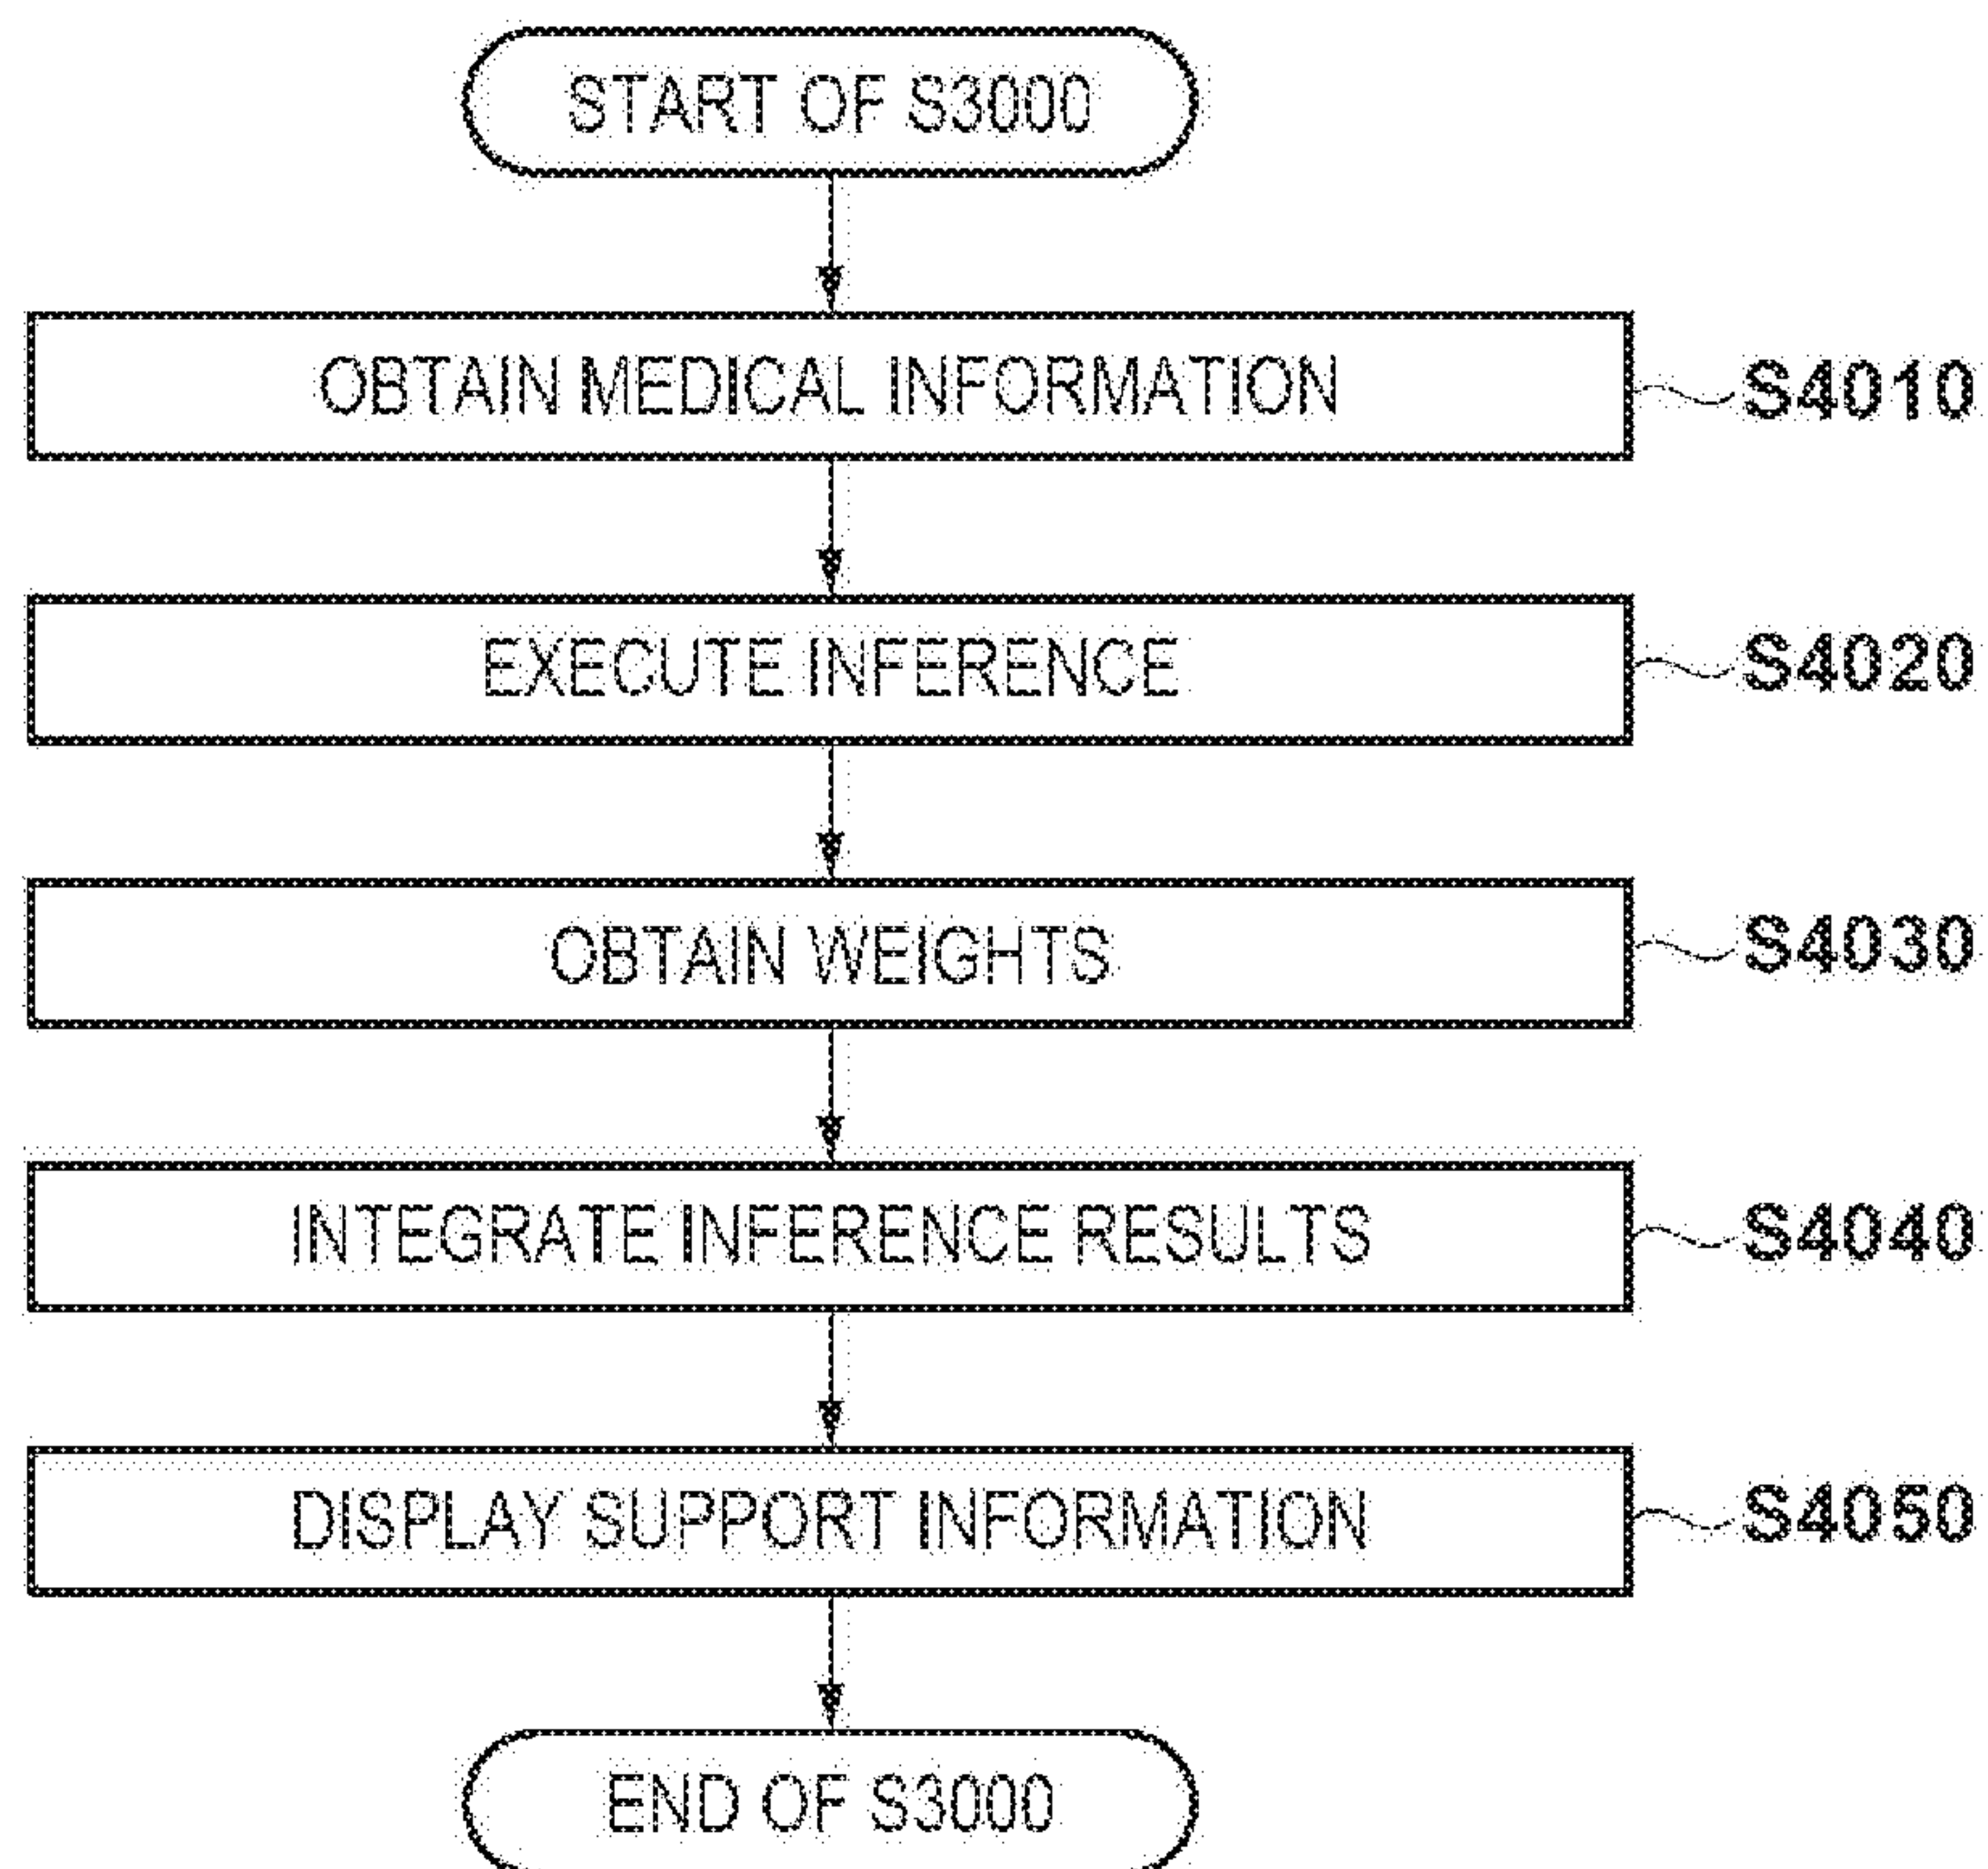 START OF S3000
OBTAIN MEDICAL INFORMATION
S4010
EXECUTE INFERENCE
S4020
OBTAIN WEIGHTS
S4030
INTEGRATE INFERENCE RESULTS
S4040
DISPLAY SUPPORT INFORMATION
S4050
END OF S3000